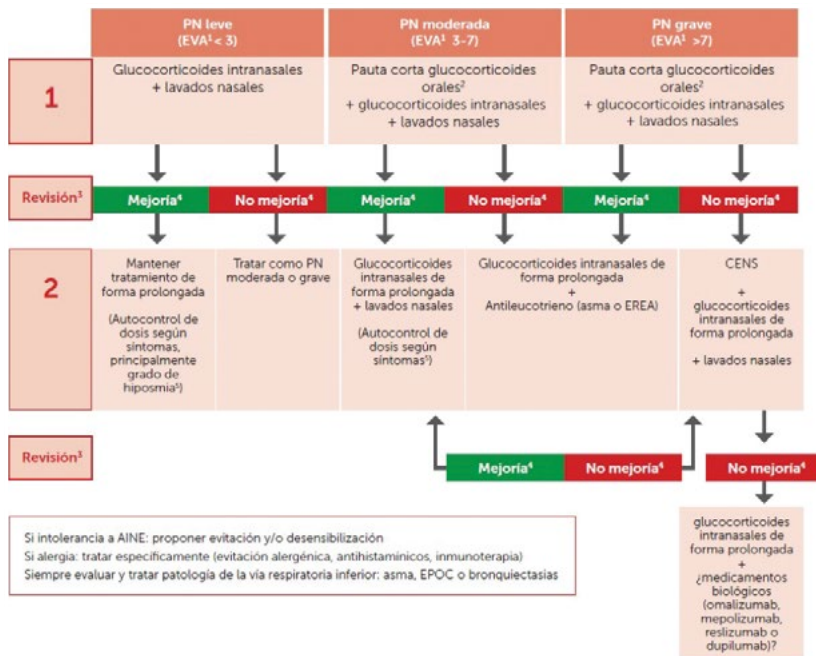 PN leve
(EVA¹ < 3)
PN moderada
(EVA¹ 3-7)
PN grave
(EVA¹ >7)
1
Glucocorticoides intranasales
+ lavados nasales
Pauta corta glucocorticoides
orales²
+ glucocorticoides intranasales
+ lavados nasales
Pauta corta glucocorticoides
orales²
+ glucocorticoides intranasales
+ lavados nasales
Revisión³
Mejoría⁴
No mejoría⁴
Mejoría⁴
No mejoría⁴
Mejoría⁴
No mejoría⁴
2
Mantener
tratamiento de
forma prolongada
(Autocontrol de
dosis según
síntomas,
principalmente
grado de
hiposmia⁵)
Tratar como PN
moderada o grave
Glucocorticoides
intranasales de
forma prolongada
+ lavados nasales
(Autocontrol de
dosis según
síntomas⁵)
Glucocorticoides intranasales de
forma prolongada
+
Antileucotrieno (asma o EREA)
CENS
+
glucocorticoides
intranasales de
forma prolongada
+ lavados nasales
Revisión³
Mejoría⁴
No mejoría⁴
No mejoría⁴
Si intolerancia a AINE: proponer evitación y/o desensibilización
Si alergia: tratar específicamente (evitación alergénica, antihistamínicos, inmunoterapia)
Siempre evaluar y tratar patología de la vía respiratoria inferior: asma, EPOC o bronquiectasias
glucocorticoides
intranasales de
forma prolongada
+
¿medicamentos
biológicos
(omalizumab,
mepolizumab,
reslizumab o
dupilumab)?